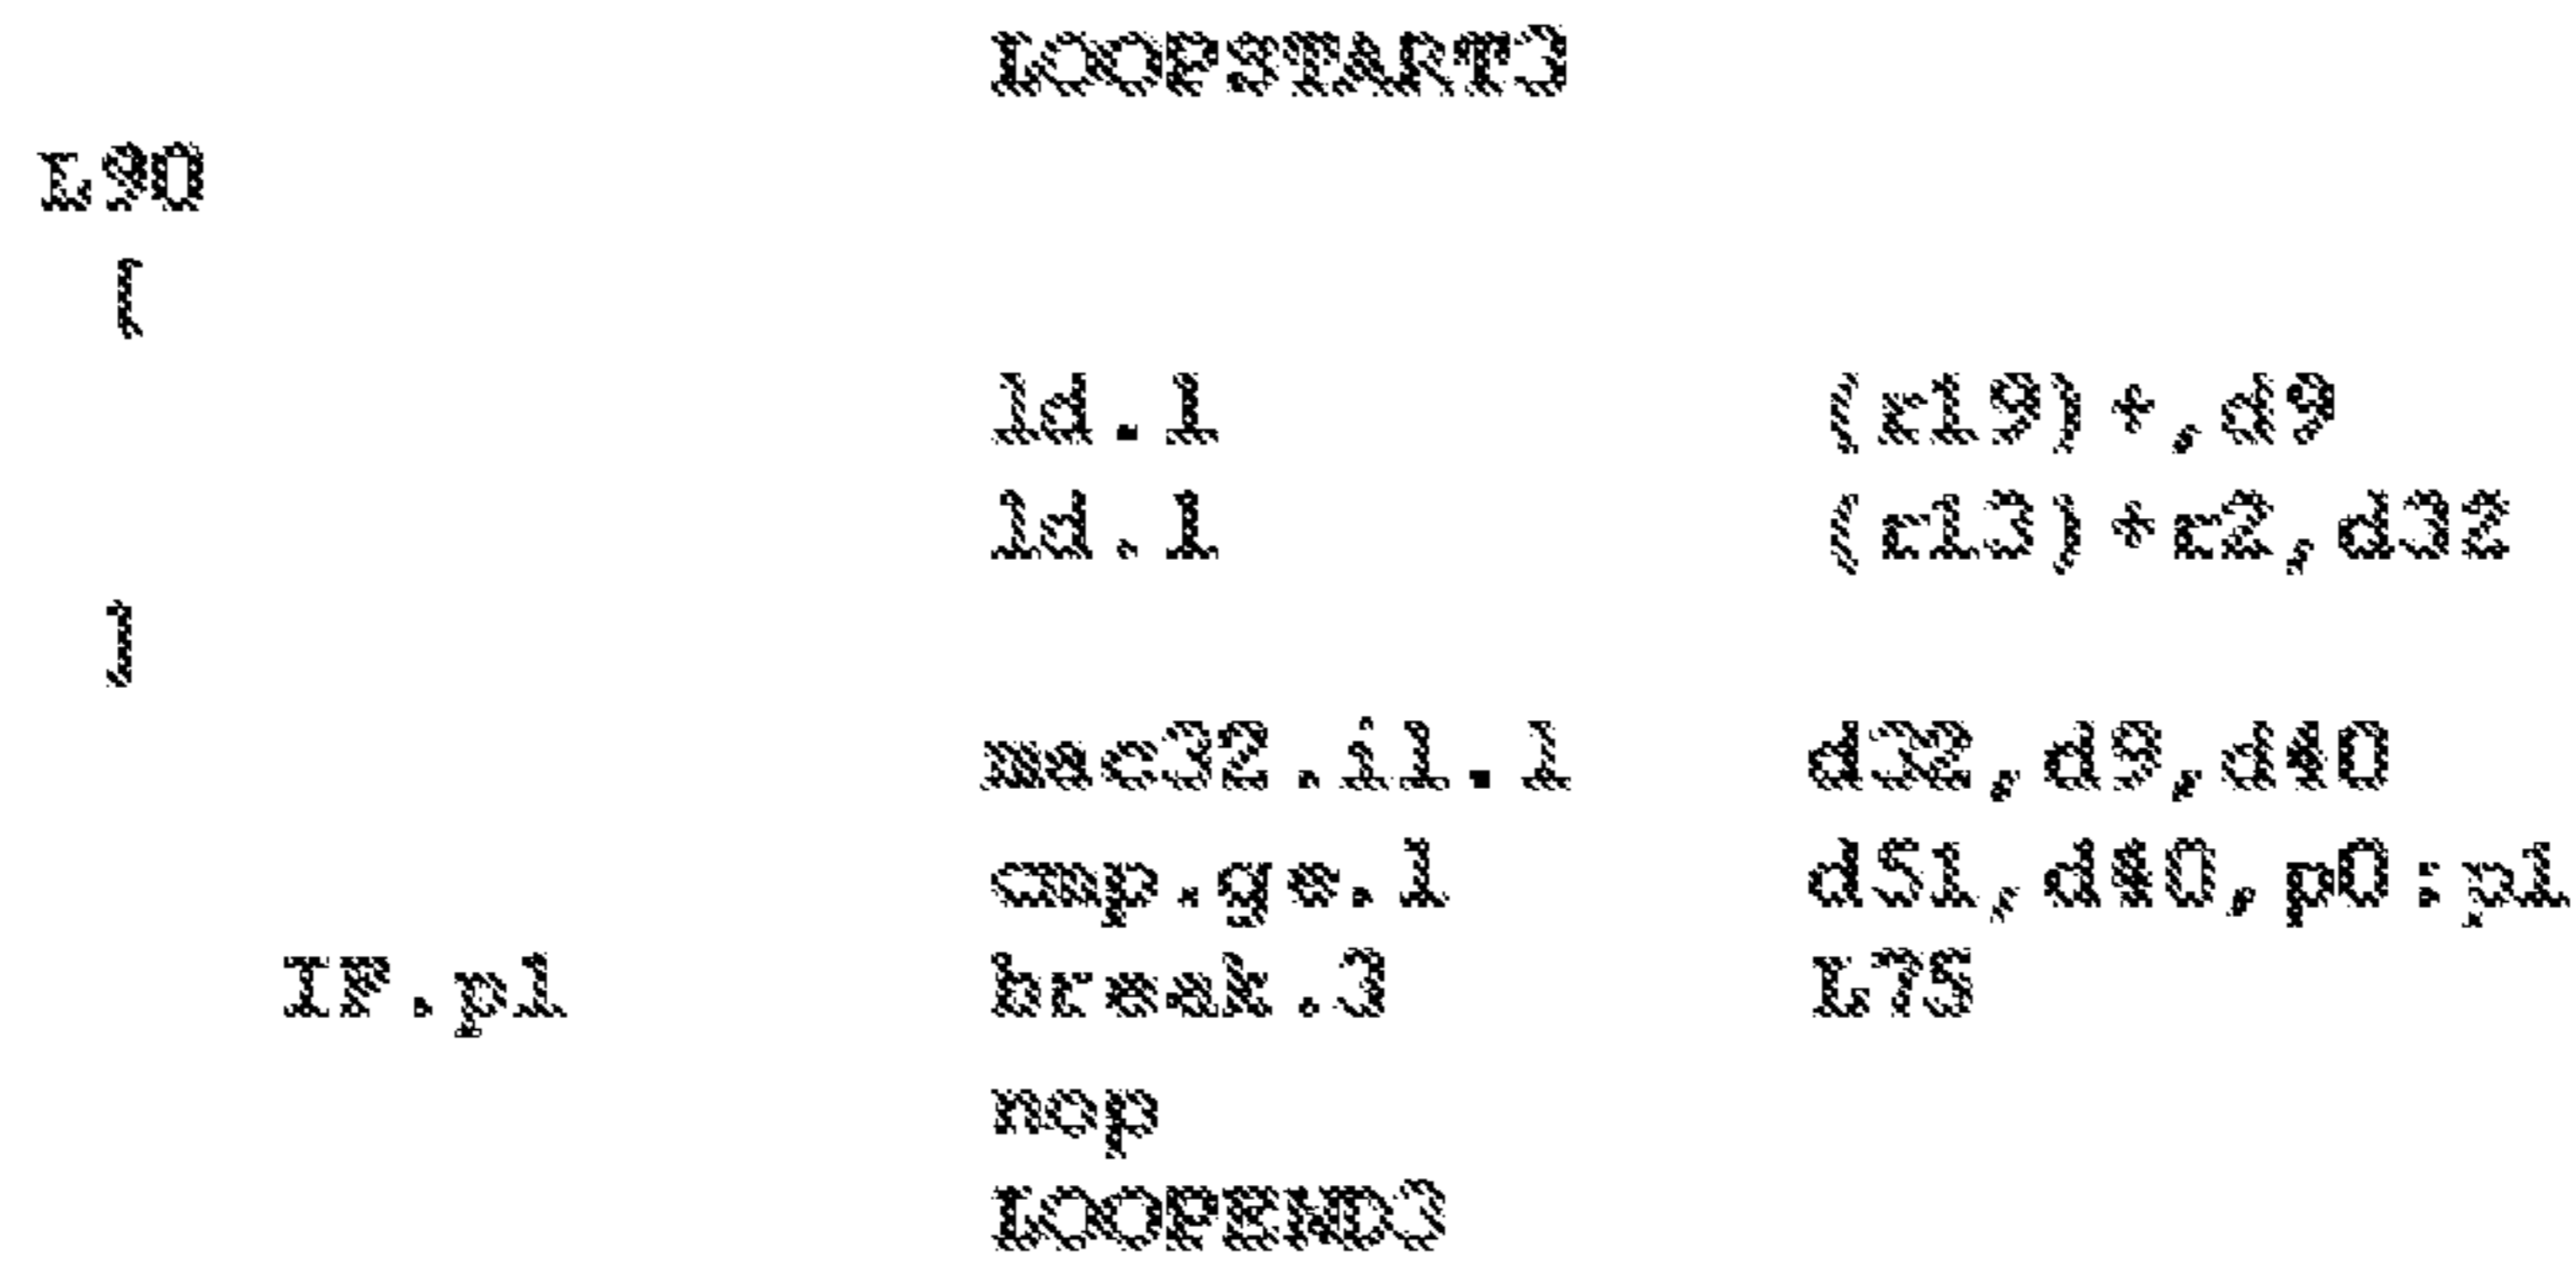 LOOPSTART3
L90
[
ld.l (r19)+,d9
ld.l (r13)+r2,d32
]
mac32.il.l d32,d9,d40
cmp.ge.l d51,d40,p0:p1
IF.p1 break.3 L75
nop
LOOPEND3